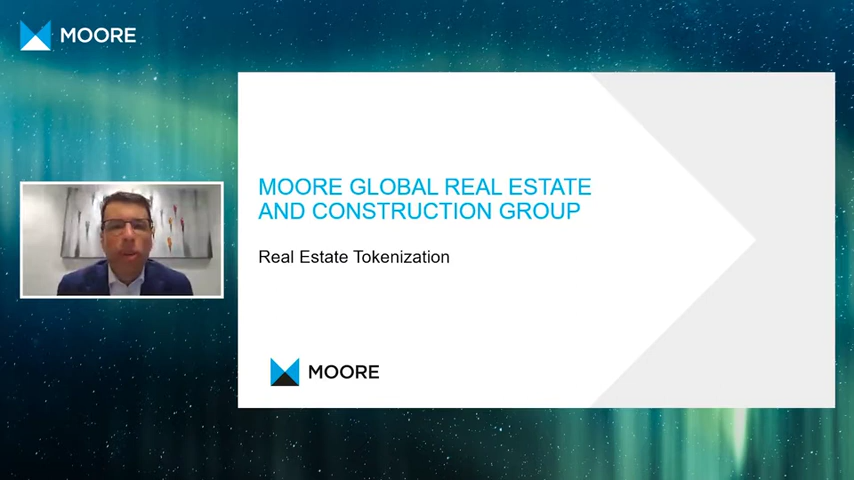 MOORE
MOORE GLOBAL REAL ESTATE
AND CONSTRUCTION GROUP
Real Estate Tokenization
MOORE